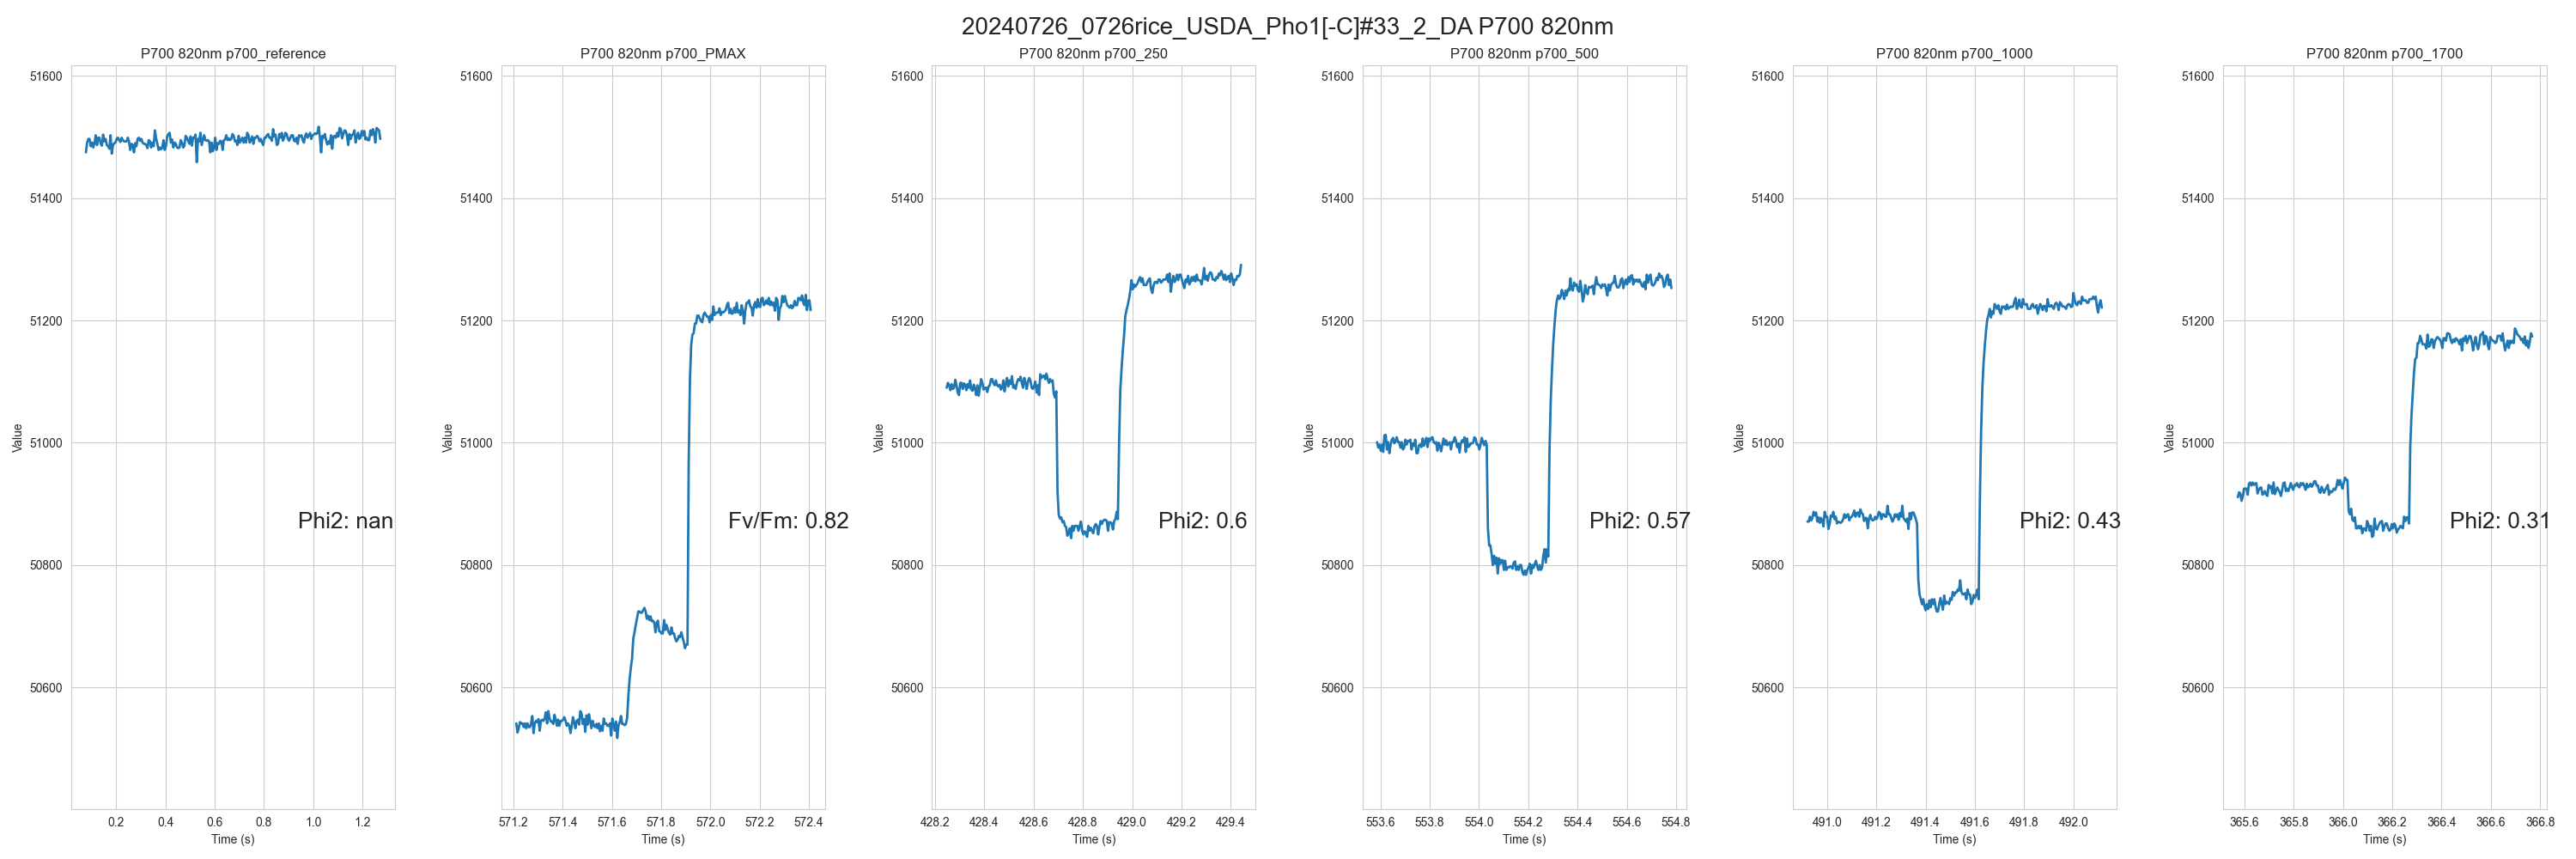 20240726_0726rice_USDA_Pho1[-C]#33_2_DA P700 820nm
P700 820nm p700_reference
51600
51400
51200
51000
50800
50600
Value
Phi2: nan
0.2 0.4 0.6 0.8 1.0 1.2
Time (s)
P700 820nm p700_PMAX
51600
51400
51200
51000
50800
50600
Value
Fv/Fm: 0.82
571.2 571.4 571.6 571.8 572.0 572.2 572.4
Time (s)
P700 820nm p700_250
51600
51400
51200
51000
50800
50600
Value
Phi2: 0.6
428.2 428.4 428.6 428.8 429.0 429.2 429.4
Time (s)
P700 820nm p700_500
51600
51400
51200
51000
50800
50600
Value
Phi2: 0.57
553.6 553.8 554.0 554.2 554.4 554.6 554.8
Time (s)
P700 820nm p700_1000
51600
51400
51200
51000
50800
50600
Value
Phi2: 0.43
491.0 491.2 491.4 491.6 491.8 492.0
Time (s)
P700 820nm p700_1700
51600
51400
51200
51000
50800
50600
Value
Phi2: 0.31
365.6 365.8 366.0 366.2 366.4 366.6 366.8
Time (s)